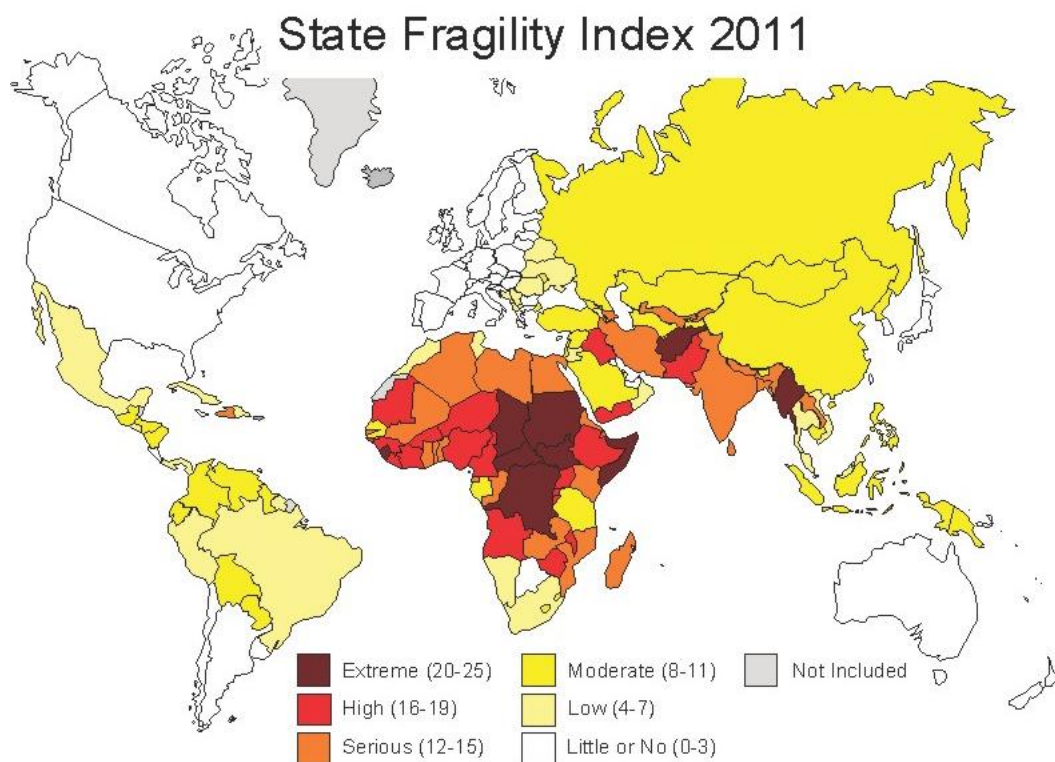 State Fragility Index 2011
Extreme (20-25)
Moderate (8-11)
Not Included
High (16-19)
Low (4-7)
Serious (12-15)
Little or No (0-3)